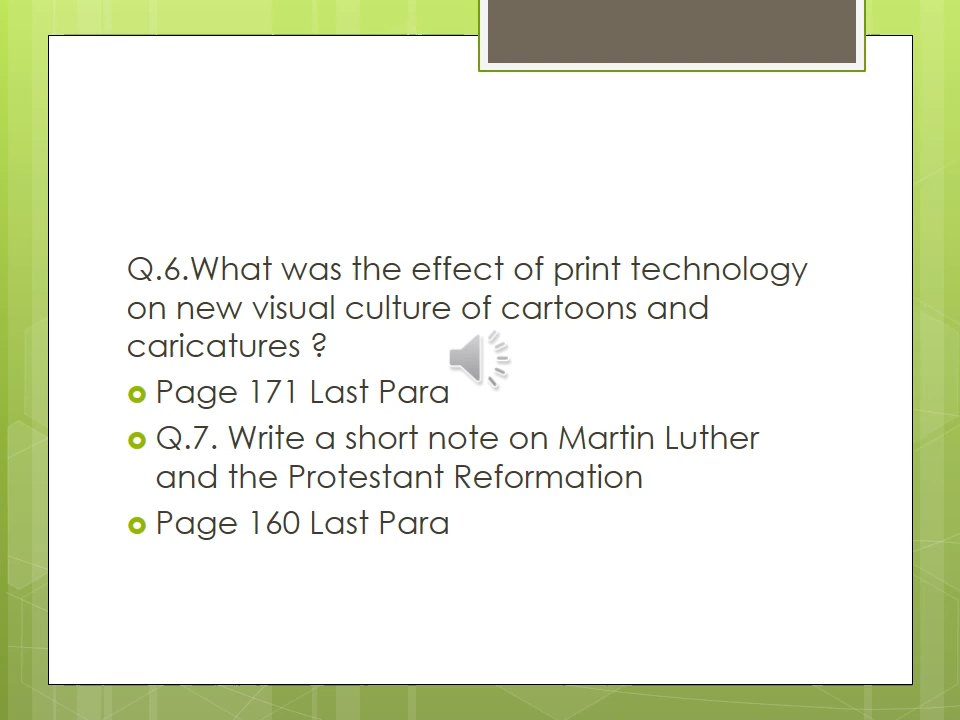 Q.6.What was the effect of print technology
on new visual culture of cartoons and
caricatures ?
Page 171 Last Para
Q.7. Write a short note on Martin Luther
and the Protestant Reformation
Page 160 Last Para